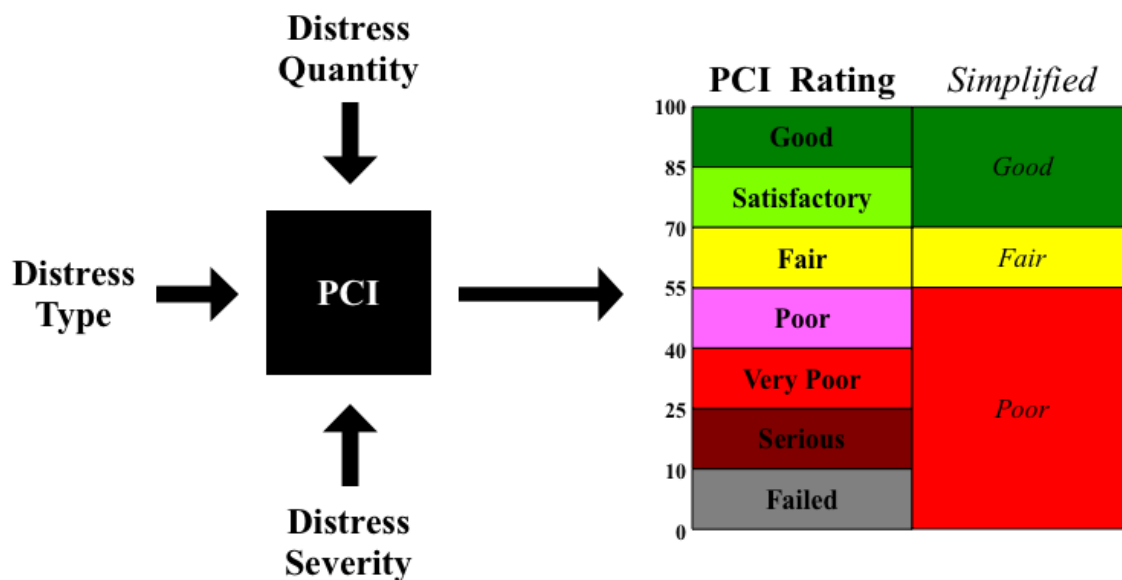 Distress
Quantity
Distress
Type
PCI
Distress
Severity
PCI Rating Simplified
100
Good
Good
85
Satisfactory
70
Fair
Fair
55
Poor
40
Very Poor
Poor
25
Serious
10
Failed
0